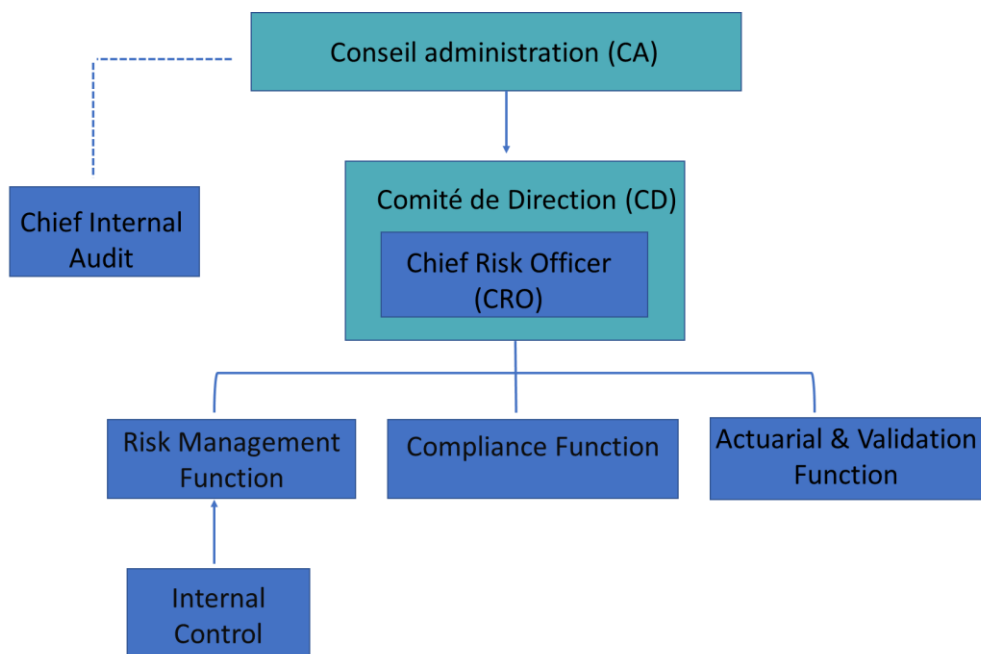 Conseil administration (CA)
Chief Internal
Audit
Comité de Direction (CD)
Chief Risk Officer
(CRO)
Risk Management
Function
Compliance Function
Actuarial & Validation
Function
Internal
Control